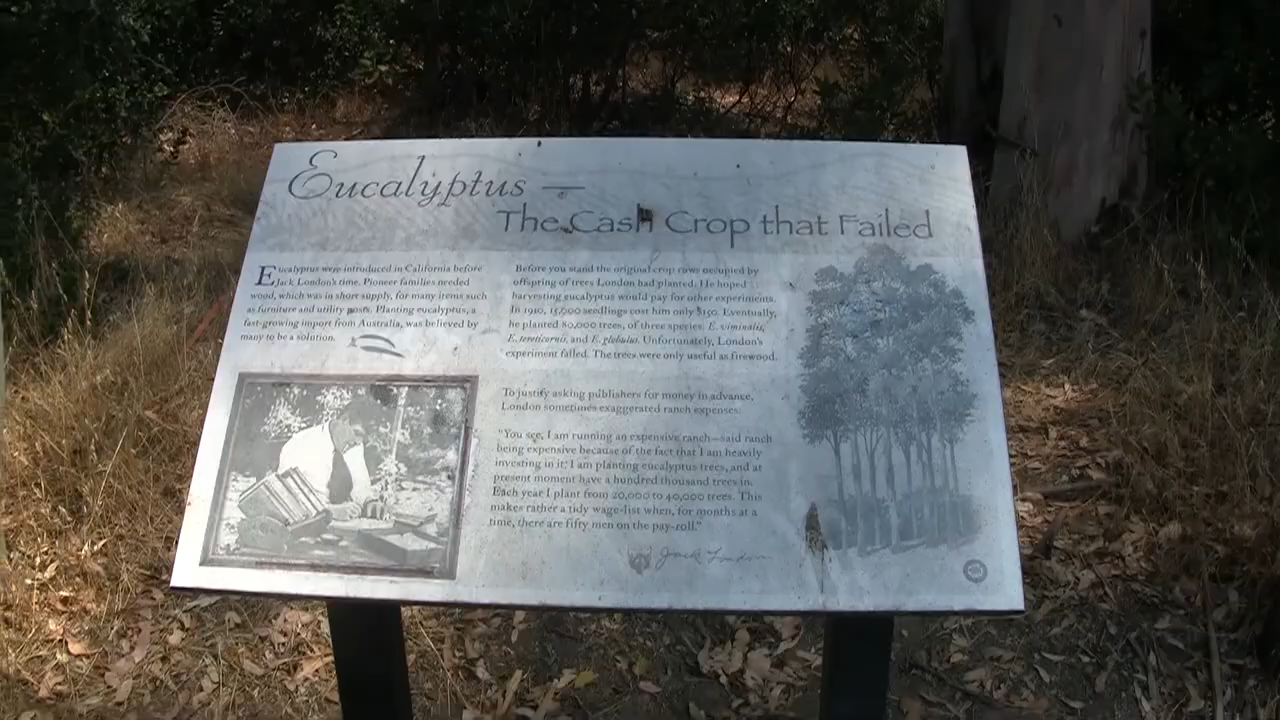 Eucalyptus —
The Cash Crop that Failed
Eucalyptus were introduced in California before
Jack London's time. Pioneer families needed
wood, which was in short supply, for many items such
as furniture and utility posts. Planting eucalyptus, a
fast-growing import from Australia, was believed by
many to be a solution.
Before you stand the original crop rows occupied by
offspring of trees London had planted. He hoped
harvesting eucalyptus would pay for other experiments.
In 1910, 15,000 seedlings cost him only $150. Eventually,
he planted 80,000 trees, of three species: E. viminalis,
E. tereticornis, and E. globulus. Unfortunately, London's
experiment failed. The trees were only useful as firewood.
To justify asking publishers for money in advance,
London sometimes exaggerated ranch expenses:
“You see, I am running an expensive ranch—said ranch
being expensive because of the fact that I am heavily
investing in it; I am planting eucalyptus trees, and at
present moment have a hundred thousand trees in.
Each year I plant from 20,000 to 40,000 trees. This
makes rather a tidy wage-list when, for months at a
time, there are fifty men on the pay-roll.”
Jack London